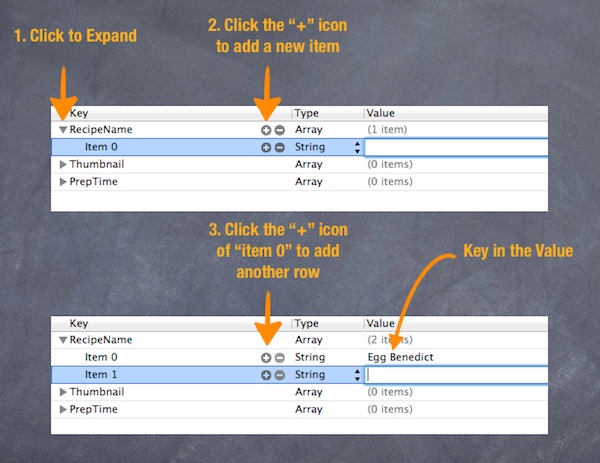 1. Click to Expand
2. Click the “+” icon
to add a new item
Key Type Value
RecipeName Array (1 item)
Item 0 String
Thumbnail Array (0 items)
PrepTime Array (0 items)
3. Click the “+” icon
of “item 0” to add
another row
Key in the Value
Key Type Value
RecipeName Array (2 items)
Item 0 String Egg Benedict
Item 1 String
Thumbnail Array (0 items)
PrepTime Array (0 items)